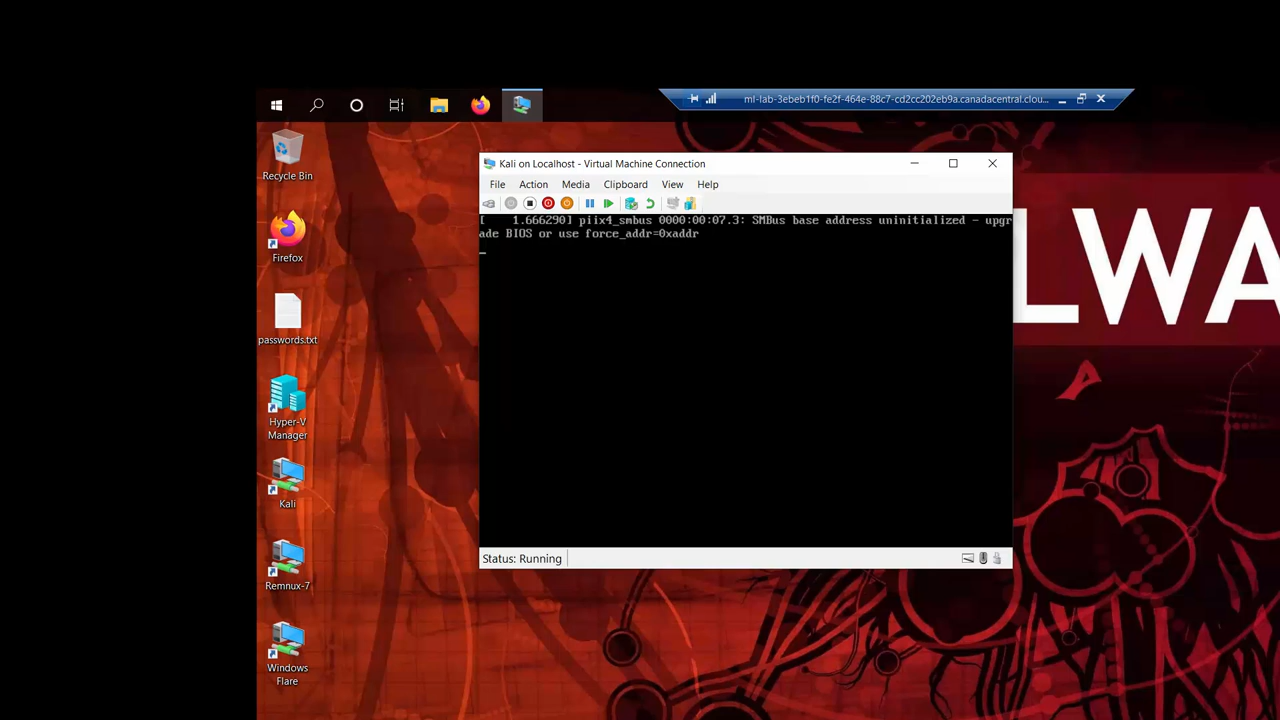 ml-lab-3ebeb1f0-fe2f-464e-88c7-cd2cc202eb9a.canadacentral.clou...
Recycle Bin
Firefox
passwords.txt
Hyper-V
Manager
Kali
Remnux-7
Windows
Flare
Kali on Localhost - Virtual Machine Connection
File Action Media Clipboard View Help
[    1.666290] piix4_smbus 0000:00:07.3: SMBus base address uninitialized - upgr
ade BIOS or use force_addr=0xaddr
_
Status: Running
LWA